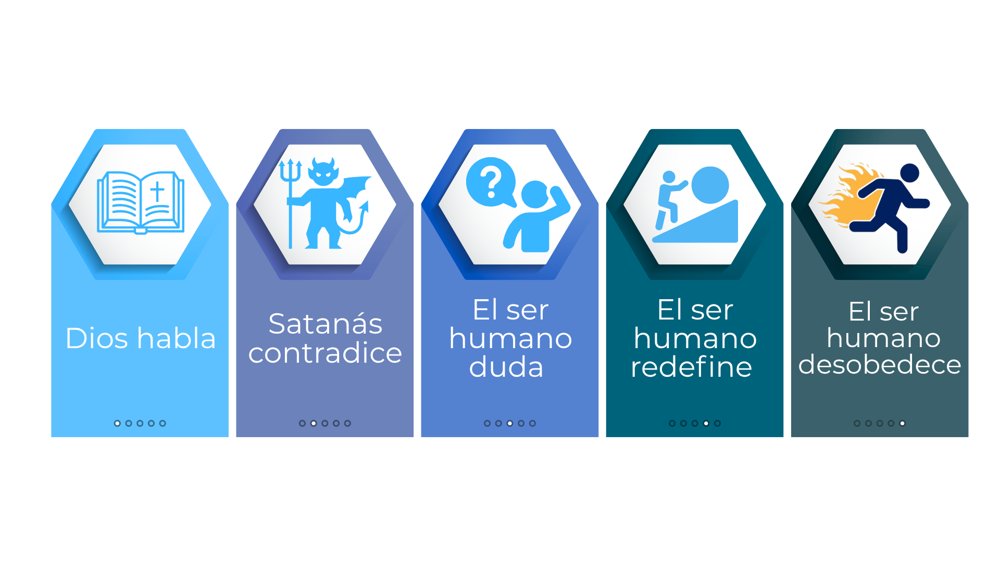 Dios habla
Satanás
contradice
El ser
humano
duda
El ser
humano
redefine
El ser
humano
desobedece